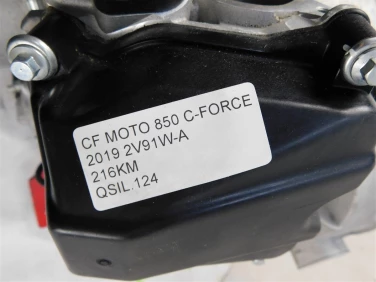 CF MOTO 850 C-FORCE
2019 2V91W-A
216KM
QSIL.124